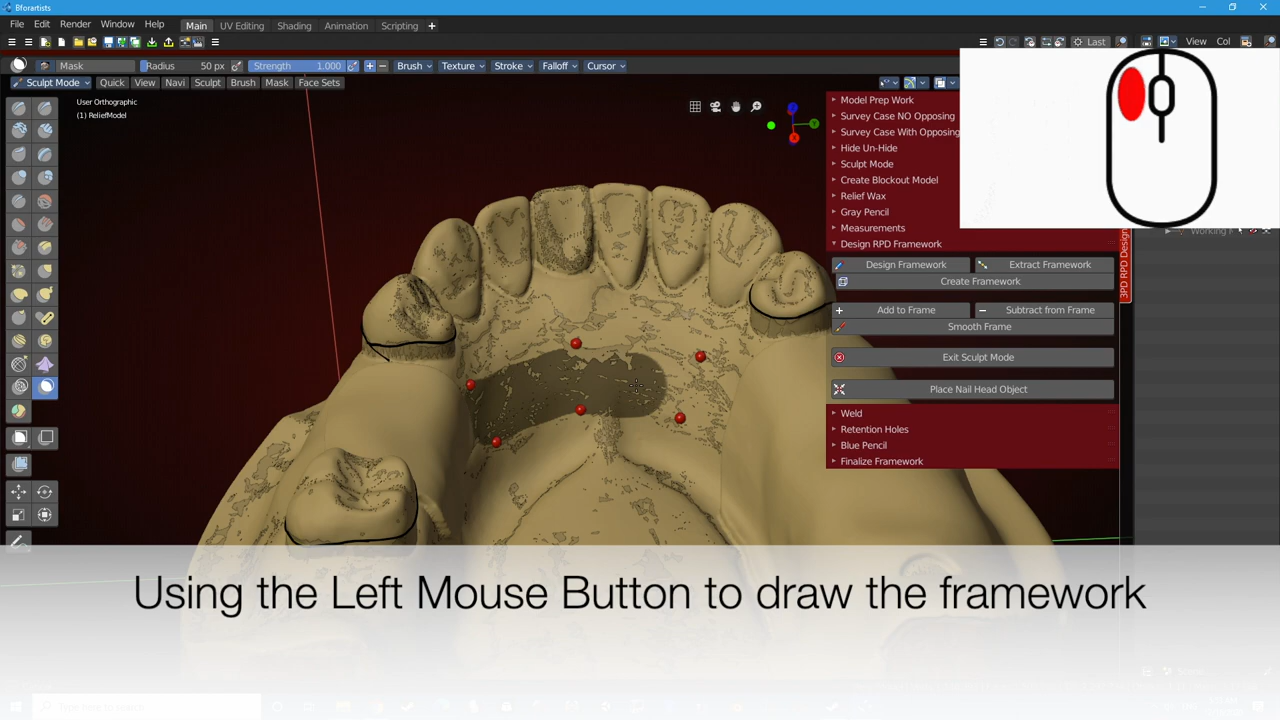 Bforartists
File Edit Render Window Help Main UV Editing Shading Animation Scripting
Last View Col
Mask Radius 50 px Strength 1.000 Brush Texture Stroke Falloff Cursor
Sculpt Mode Quick View Navi Sculpt Brush Mask Face Sets
User Orthographic
(1) ReliefModel
Model Prep Work
Survey Case NO Opposing
Survey Case With Opposing
Hide Un-Hide
Sculpt Mode
Create Blockout Model
Relief Wax
Gray Pencil
Measurements
Design RPD Framework
Design Framework Extract Framework
Create Framework
Add to Frame Subtract from Frame
Smooth Frame
Exit Sculpt Mode
Place Nail Head Object
Weld
Retention Holes
Blue Pencil
Finalize Framework
3PD RPD Design
Using the Left Mouse Button to draw the framework
Type here to search